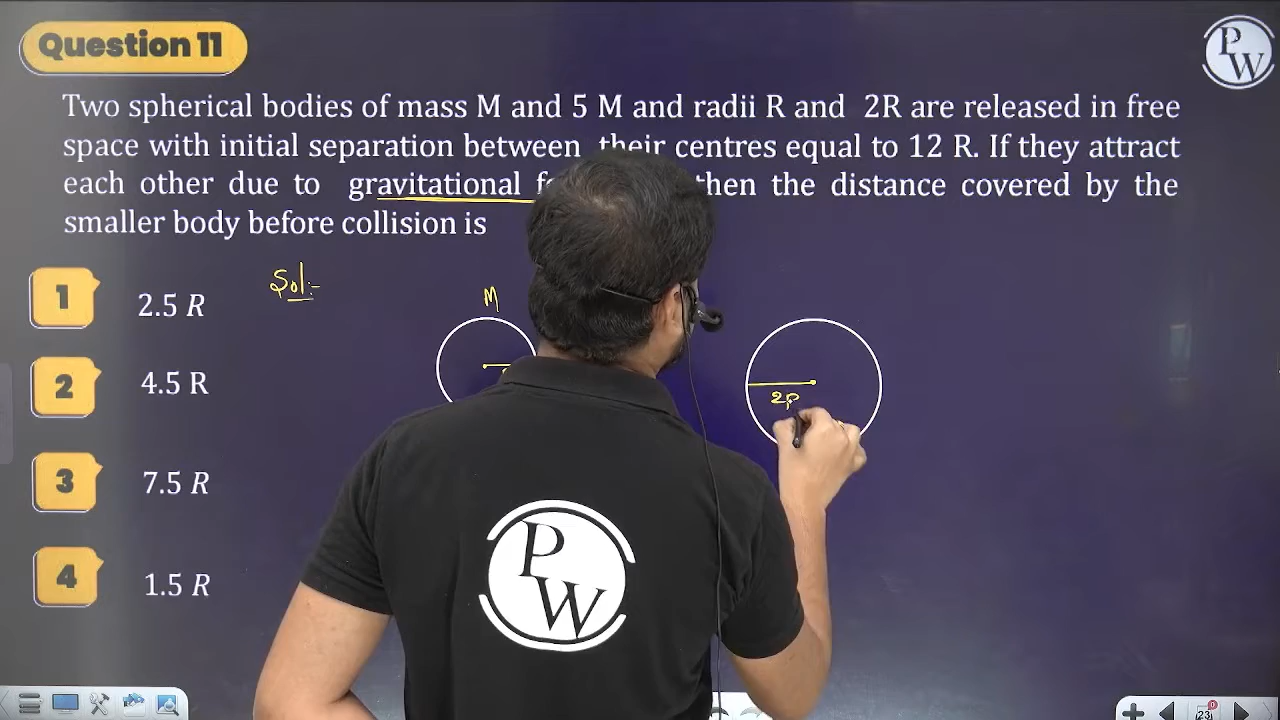 Question 11
PW
Two spherical bodies of mass M and 5 M and radii R and 2R are released in free
space with initial separation between their centres equal to 12 R. If they attract
each other due to gravitational then the distance covered by the
smaller body before collision is
1 2.5 R
2 4.5 R
3 7.5 R
4 1.5 R
Sol:-
M
2R
PW
23